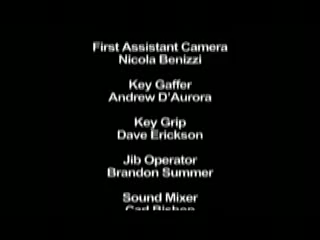 First Assistant Camera
Nicola Benizzi
Key Gaffer
Andrew D'Aurora
Key Grip
Dave Erickson
Jib Operator
Brandon Summer
Sound Mixer